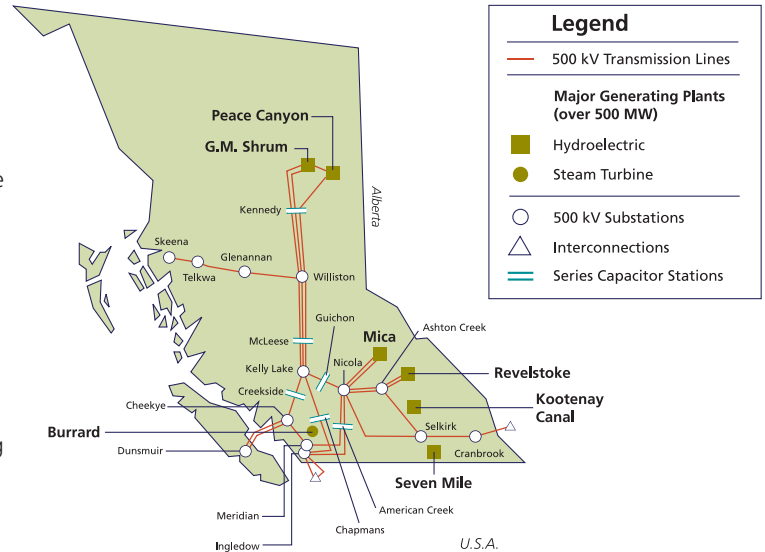 Legend
500 kV Transmission Lines
Major Generating Plants
(over 500 MW)
Hydroelectric
Steam Turbine
500 kV Substations
Interconnections
Series Capacitor Stations
Peace Canyon
G.M. Shrum
e
Alberta
Kennedy
Skeena
Glenannan
Telkwa
Williston
Guichon
McLeese
Mica
Ashton Creek
Kelly Lake
Nicola
Revelstoke
Creekside
Kootenay
Canal
Cheekye
Burrard
Selkirk
g
Dunsmuir
Cranbrook
Seven Mile
Meridian
American Creek
Chapmans
Ingledow
U.S.A.